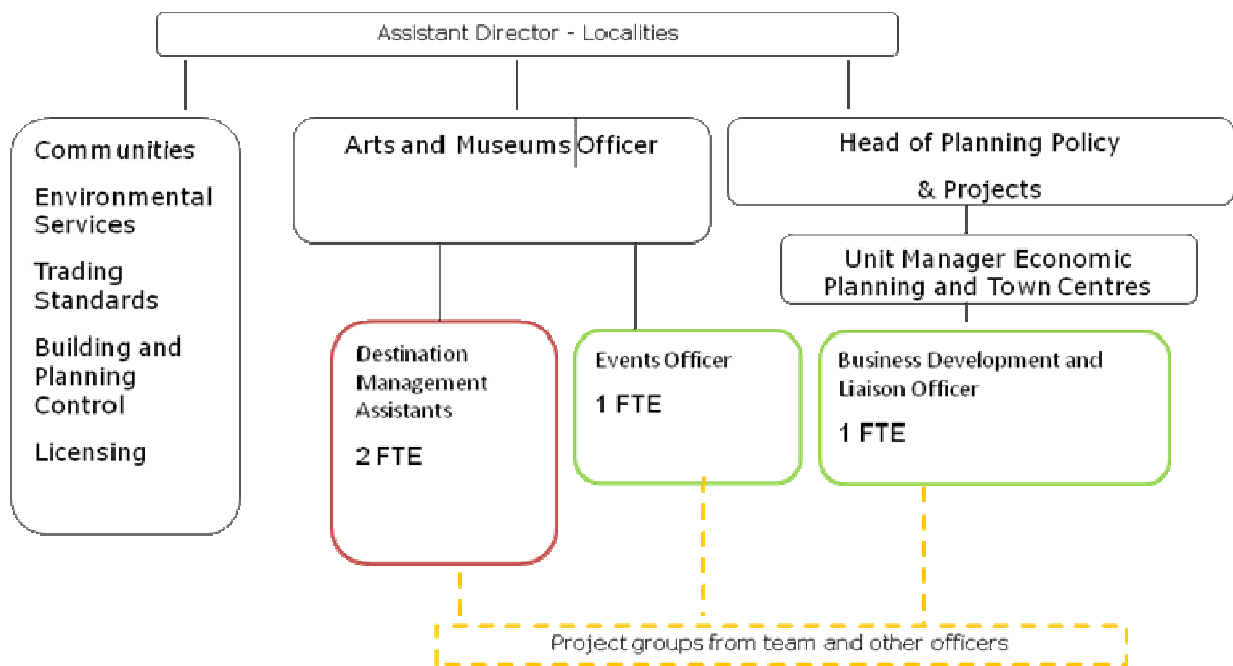 Assistant Director - Localities
Communities
Environmental
Services
Trading
Standards
Building and
Planning
Control
Licensing
Arts and Museums Officer
Head of Planning Policy
& Projects
Unit Manager Economic
Planning and Town Centres
Destination
Management
Assistants
2 FTE
Events Officer
1 FTE
Business Development and
Liaison Officer
1 FTE
Project groups from team and other officers